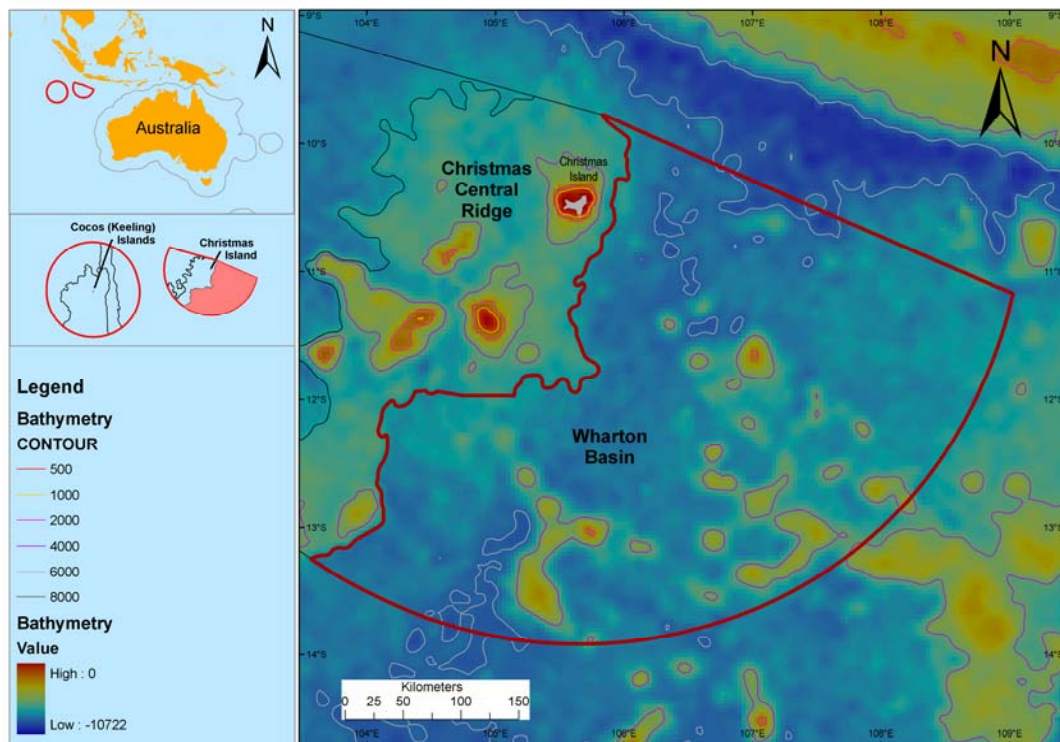 N
Australia
Cocos (Keeling)
Islands
Christmas
Island
Legend
Bathymetry
CONTOUR
500
1000
2000
4000
6000
8000
Bathymetry
Value
High : 0
Low : -10722
104°E
105°E
106°E
107°E
108°E
109°E
9°S
9°S
N
10°S
10°S
Christmas
Central
Ridge
Christmas
Island
11°S
11°S
12°S
12°S
Wharton
Basin
13°S
13°S
14°S
14°S
Kilometers
0 25 50 100 150
104°E
105°E
106°E
107°E
108°E
109°E